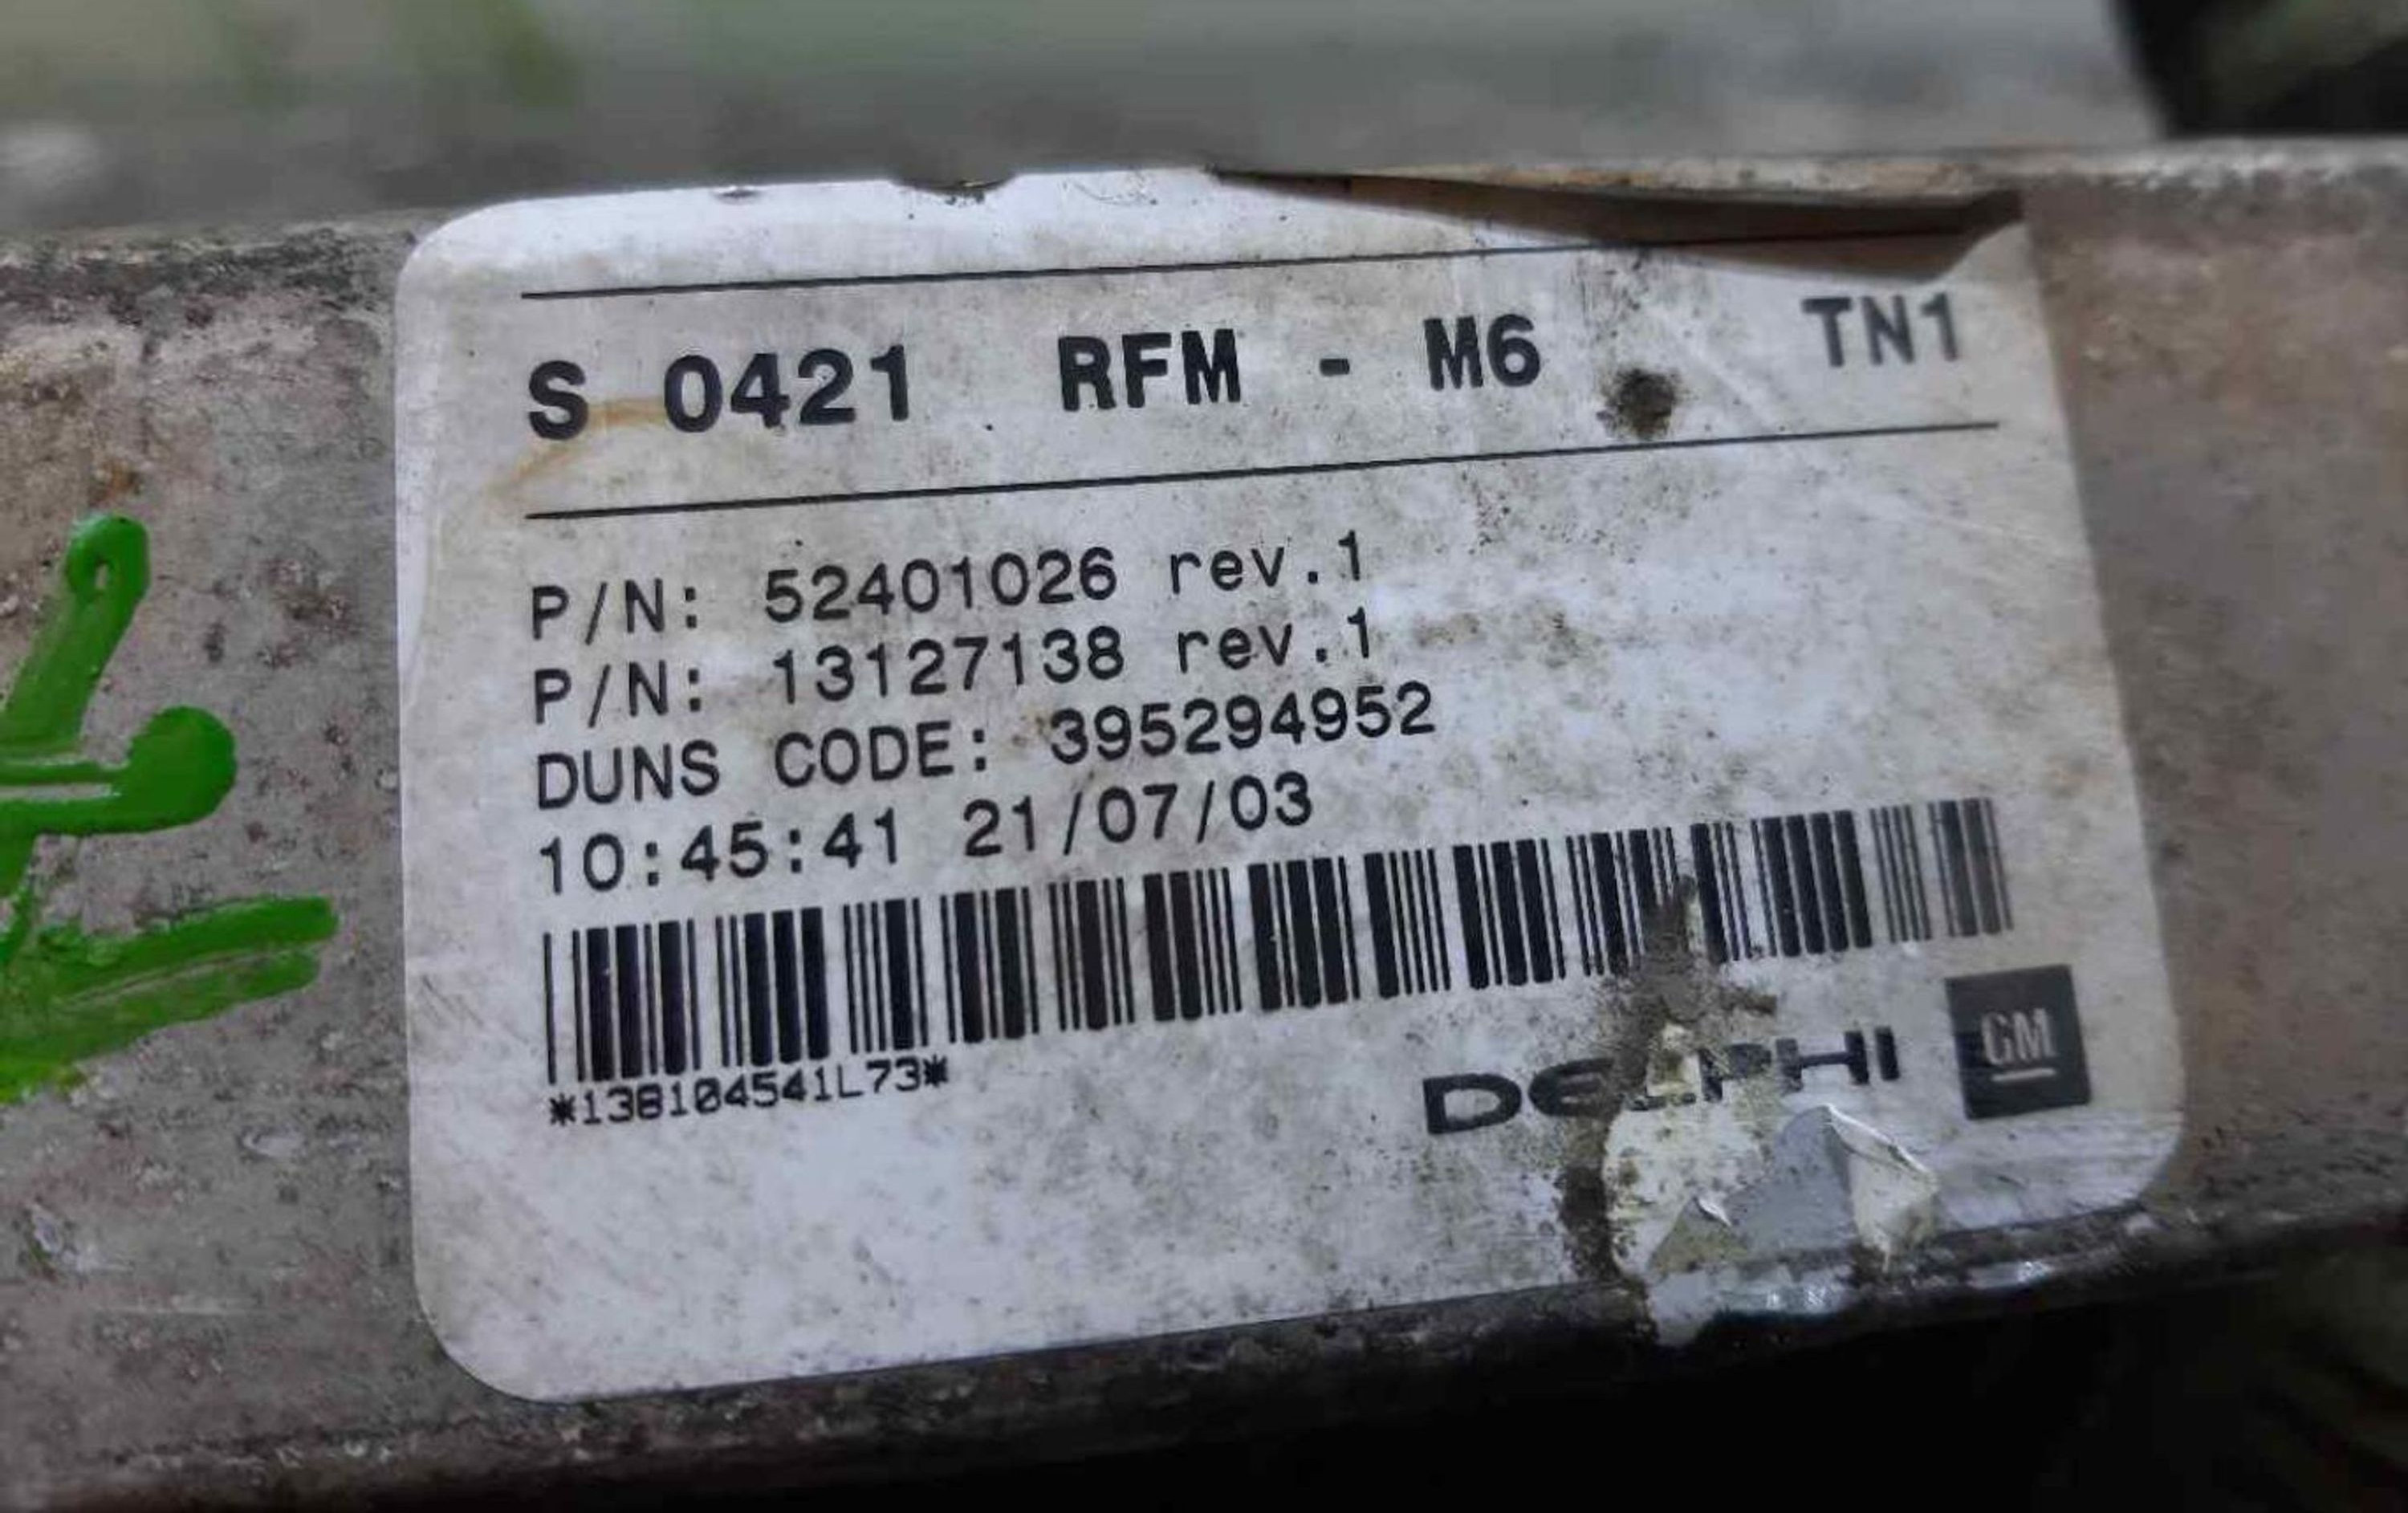 S 0421 RFM - M6 TN1
P/N: 52401026 rev.1
P/N: 13127138 rev.1
DUNS CODE: 395294952
10:45:41 21/07/03
*138104541L73*
DELPHI GM